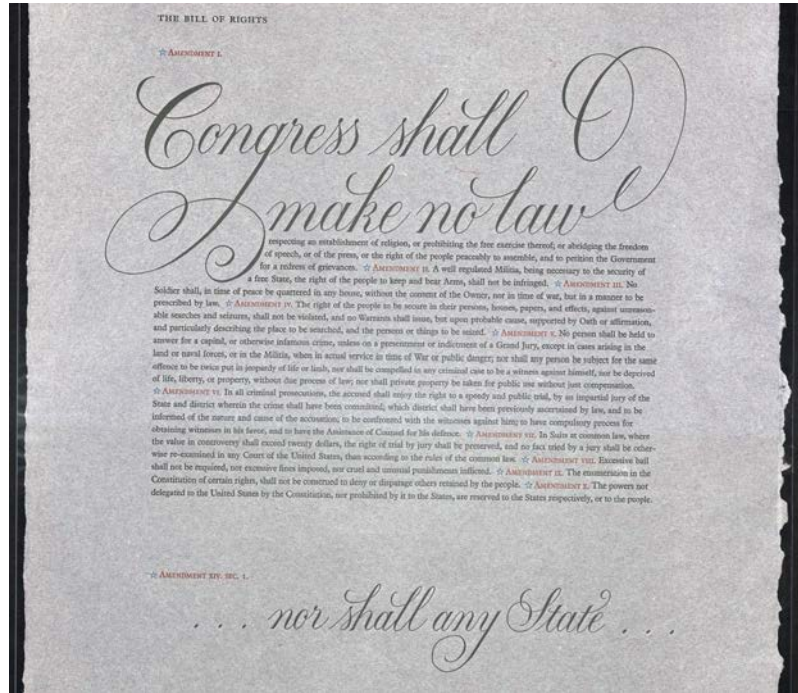 THE BILL OF RIGHTS
☆ AMENDMENT I.
Congress shall
make no law
respecting an establishment of religion, or prohibiting the free exercise thereof; or abridging the freedom
of speech, or of the press, or the right of the people peaceably to assemble, and to petition the Government
for a redress of grievances. ☆ AMENDMENT II. A well regulated Militia, being necessary to the security of
a free State, the right of the people to keep and bear Arms, shall not be infringed. ☆ AMENDMENT III. No
Soldier shall, in time of peace be quartered in any house, without the consent of the Owner, nor in time of war, but in a manner to be
prescribed by law. ☆ AMENDMENT IV. The right of the people to be secure in their persons, houses, papers, and effects, against unreason-
able searches and seizures, shall not be violated, and no Warrants shall issue, but upon probable cause, supported by Oath or affirmation,
and particularly describing the place to be searched, and the persons or things to be seized. ☆ AMENDMENT V. No person shall be held to
answer for a capital, or otherwise infamous crime, unless on a presentment or indictment of a Grand Jury, except in cases arising in the
land or naval forces, or in the Militia, when in actual service in time of War or public danger; nor shall any person be subject for the same
offence to be twice put in jeopardy of life or limb, nor shall be compelled in any criminal case to be a witness against himself, nor be deprived
of life, liberty, or property, without due process of law; nor shall private property be taken for public use without just compensation.
☆ AMENDMENT VI. In all criminal prosecutions, the accused shall enjoy the right to a speedy and public trial, by an impartial jury of the
State and district wherein the crime shall have been committed; which district shall have been previously ascertained by law, and to be
informed of the nature and cause of the accusation; to be confronted with the witnesses against him; to have compulsory process for
obtaining witnesses in his favor, and to have the Assistance of Counsel for his defence. ☆ AMENDMENT VII. In Suits at common law, where
the value in controversy shall exceed twenty dollars, the right of trial by jury shall be preserved, and no fact tried by a jury shall be other-
wise re-examined in any Court of the United States, than according to the rules of the common law. ☆ AMENDMENT VIII. Excessive bail
shall not be required, nor excessive fines imposed, nor cruel and unusual punishments inflicted. ☆ AMENDMENT IX. The enumeration in the
Constitution of certain rights, shall not be construed to deny or disparage others retained by the people. ☆ AMENDMENT X. The powers not
delegated to the United States by the Constitution, nor prohibited by it to the States, are reserved to the States respectively, or to the people.
☆ AMENDMENT XIV. SEC. 1.
. . . nor shall any State . . .